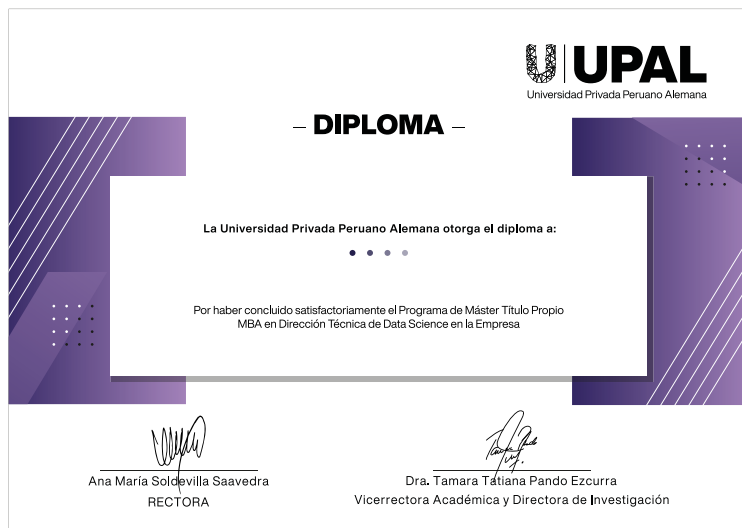 UPAL
Universidad Privada Peruano Alemana
– DIPLOMA –
La Universidad Privada Peruano Alemana otorga el diploma a:
Por haber concluido satisfactoriamente el Programa de Máster Título Propio
MBA en Dirección Técnica de Data Science en la Empresa
Ana María Soldevilla Saavedra
RECTORA
Dra. Tamara Tatiana Pando Ezcurra
Vicerrectora Académica y Directora de Investigación